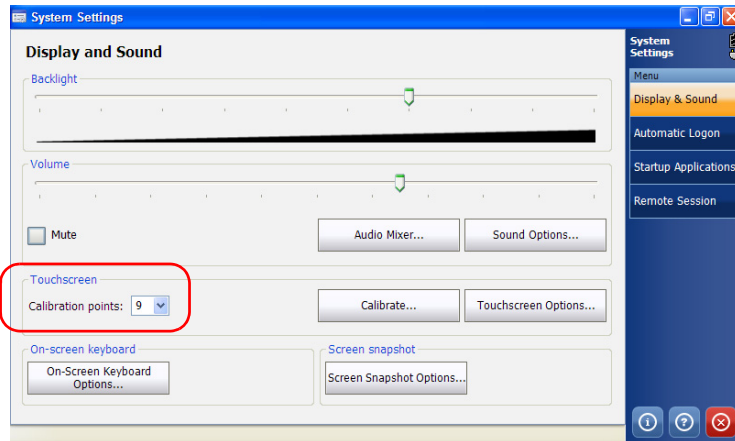 System Settings
Display and Sound
Backlight
Volume
Mute
Audio Mixer...
Sound Options...
Touchscreen
Calibration points: 9
Calibrate...
Touchscreen Options...
On-screen keyboard
On-Screen Keyboard
Options...
Screen snapshot
Screen Snapshot Options...
System
Settings
Menu
Display & Sound
Automatic Logon
Startup Applications
Remote Session